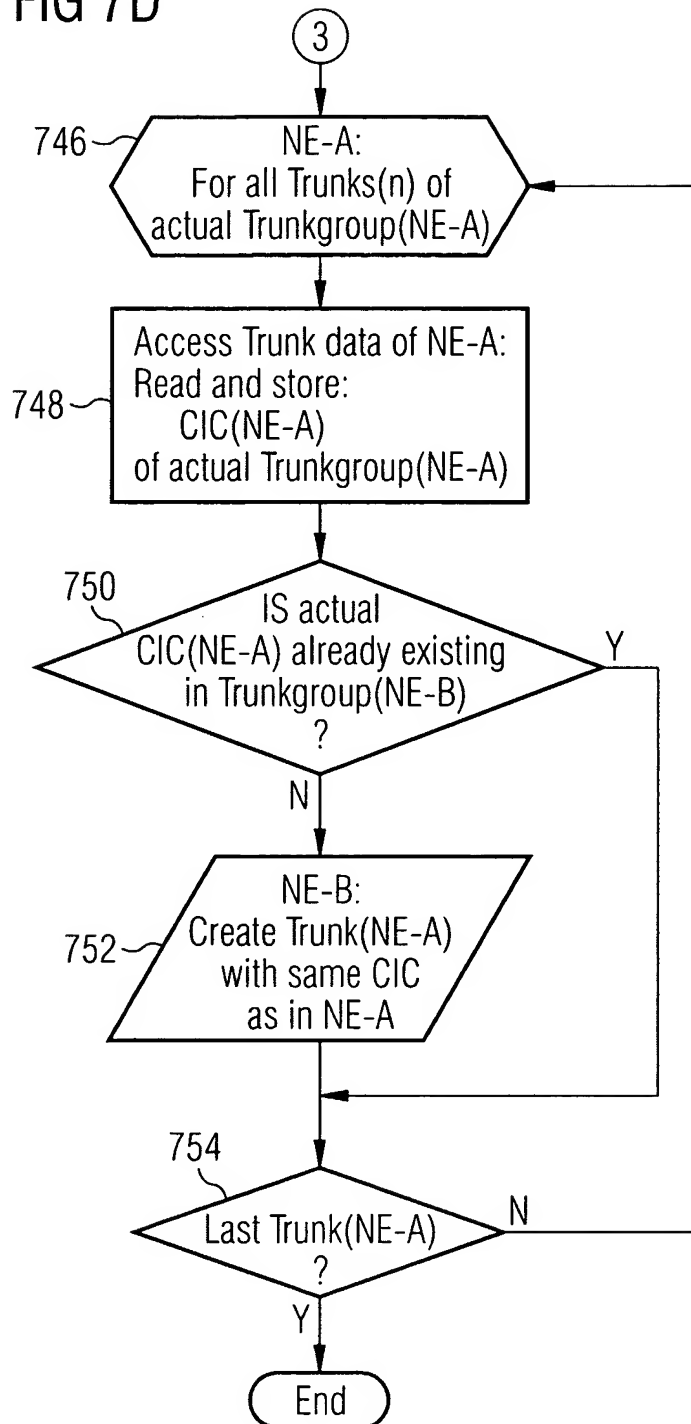 FIG 7D
3
746
NE-A:
For all Trunks(n) of
actual Trunkgroup(NE-A)
748
Access Trunk data of NE-A:
Read and store:
CIC(NE-A)
of actual Trunkgroup(NE-A)
750
IS actual
CIC(NE-A) already existing
in Trunkgroup(NE-B)
?
Y
N
752
NE-B:
Create Trunk(NE-A)
with same CIC
as in NE-A
754
Last Trunk(NE-A)
?
N
Y
End